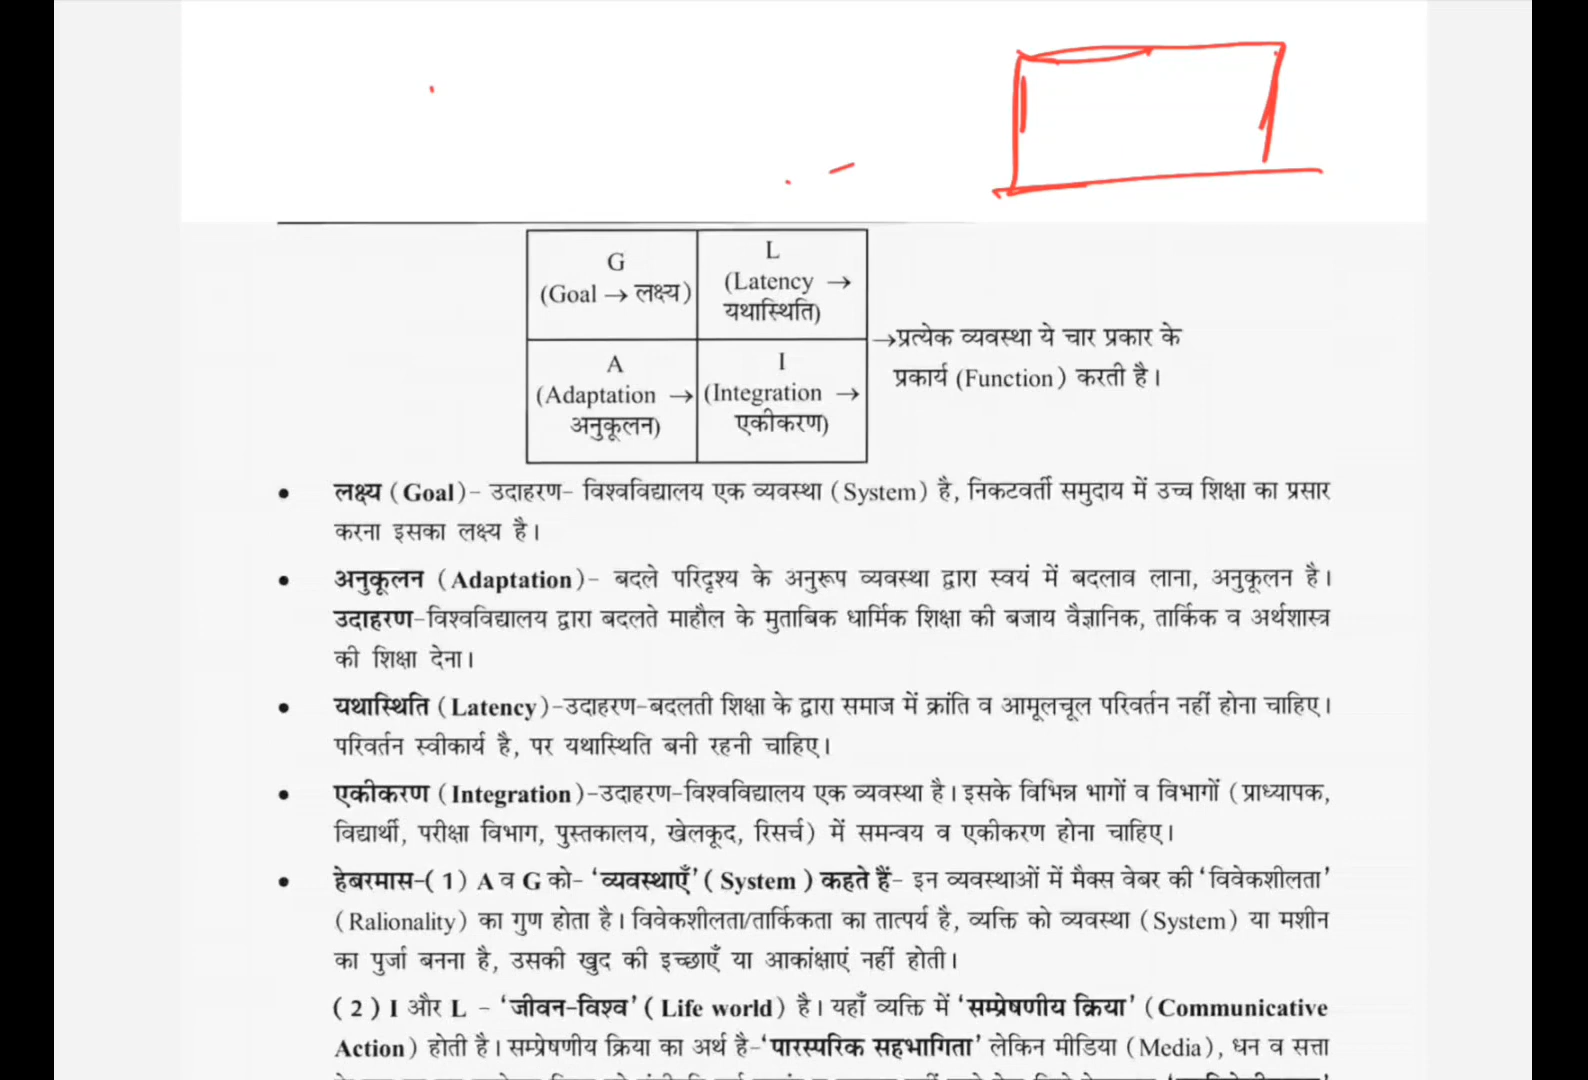 G
(Goal → लक्ष्य)
L
(Latency →
यथास्थिति)
A
(Adaptation →
अनुकूलन)
I
(Integration →
एकीकरण)
→प्रत्येक व्यवस्था ये चार प्रकार के
प्रकार्य (Function) करती है।
• लक्ष्य (Goal)- उदाहरण- विश्वविद्यालय एक व्यवस्था (System) है, निकटवर्ती समुदाय में उच्च शिक्षा का प्रसार
करना इसका लक्ष्य है।
• अनुकूलन (Adaptation)- बदले परिदृश्य के अनुरूप व्यवस्था द्वारा स्वयं में बदलाव लाना, अनुकूलन है।
उदाहरण-विश्वविद्यालय द्वारा बदलते माहौल के मुताबिक धार्मिक शिक्षा की बजाय वैज्ञानिक, तार्किक व अर्थशास्त्र
की शिक्षा देना।
• यथास्थिति (Latency)-उदाहरण-बदलती शिक्षा के द्वारा समाज में क्रांति व आमूलचूल परिवर्तन नहीं होना चाहिए।
परिवर्तन स्वीकार्य है, पर यथास्थिति बनी रहनी चाहिए।
• एकीकरण (Integration)-उदाहरण-विश्वविद्यालय एक व्यवस्था है। इसके विभिन्न भागों व विभागों (प्राध्यापक,
विद्यार्थी, परीक्षा विभाग, पुस्तकालय, खेलकूद, रिसर्च) में समन्वय व एकीकरण होना चाहिए।
• हेबरमास-(1) A व G को- ‘व्यवस्थाएँ’ (System) कहते हैं- इन व्यवस्थाओं में मैक्स वेबर की ‘विवेकशीलता’
(Ralionality) का गुण होता है। विवेकशीलता/तार्किकता का तात्पर्य है, व्यक्ति को व्यवस्था (System) या मशीन
का पुर्जा बनना है, उसकी खुद की इच्छाएँ या आकांक्षाएं नहीं होती।
(2) I और L - ‘जीवन-विश्व’ (Life world) है। यहाँ व्यक्ति में ‘सम्प्रेषणीय क्रिया’ (Communicative
Action) होती है। सम्प्रेषणीय क्रिया का अर्थ है-‘पारस्परिक सहभागिता’ लेकिन मीडिया (Media), धन व सत्ता